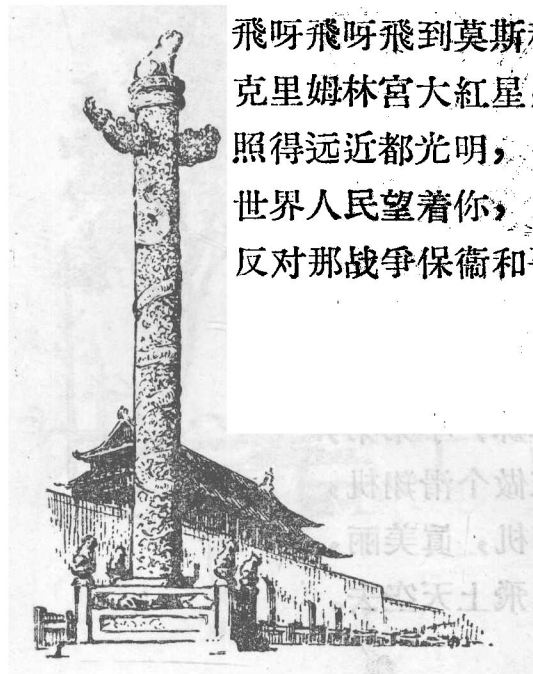 飛呀飛呀飛到莫斯
克里姆林宮大紅星，
照得远近都光明，
世界人民望着你，
反对那战爭保衛和